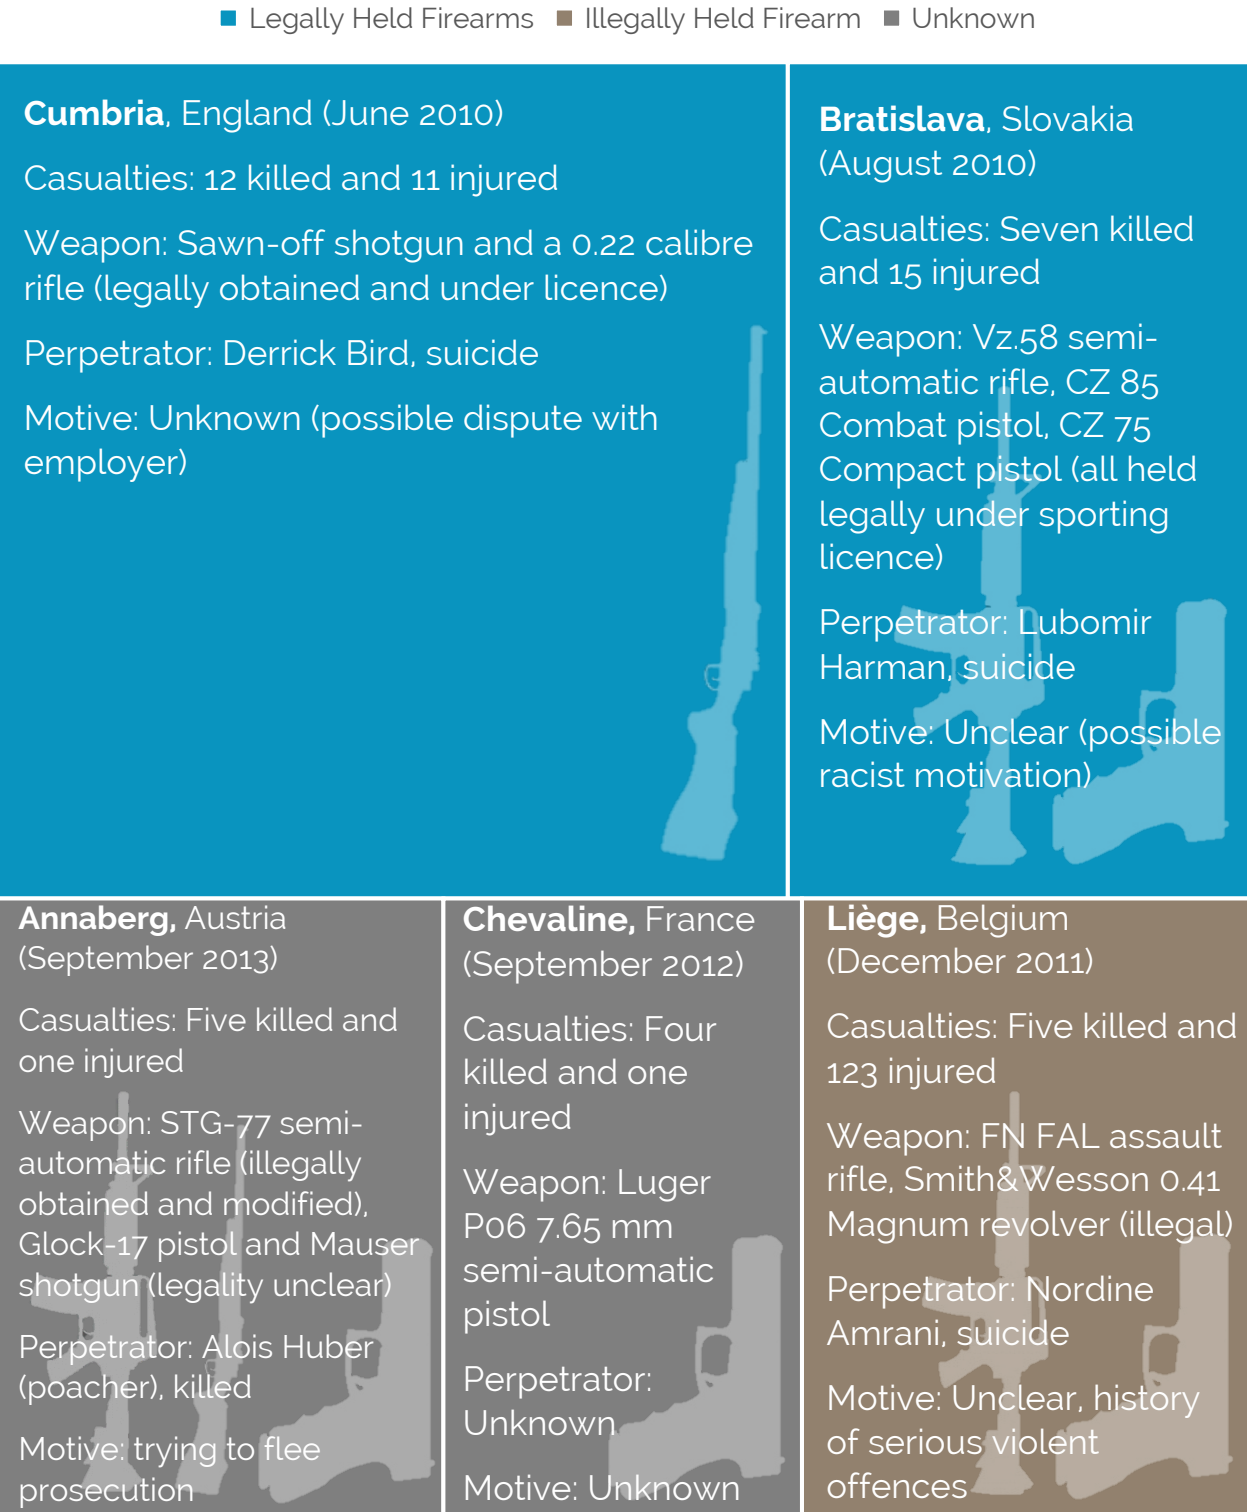 Legally Held Firearms Illegally Held Firearm Unknown
Cumbria, England (June 2010)
Casualties: 12 killed and 11 injured
Weapon: Sawn-off shotgun and a 0.22 calibre
rifle (legally obtained and under licence)
Perpetrator: Derrick Bird, suicide
Motive: Unknown (possible dispute with
employer)
Bratislava, Slovakia
(August 2010)
Casualties: Seven killed
and 15 injured
Weapon: Vz.58 semi-
automatic rifle, CZ 85
Combat pistol, CZ 75
Compact pistol (all held
legally under sporting
licence)
Perpetrator: Lubomir
Harman, suicide
Motive: Unclear (possible
racist motivation)
Annaberg, Austria
(September 2013)
Casualties: Five killed and
one injured
Weapon: STG-77 semi-
automatic rifle (illegally
obtained and modified),
Glock-17 pistol and Mauser
shotgun (legality unclear)
Perpetrator: Alois Huber
(poacher), killed
Motive: trying to flee
prosecution
Chevaline, France
(September 2012)
Casualties: Four
killed and one
injured
Weapon: Luger
P06 7.65 mm
semi-automatic
pistol
Perpetrator:
Unknown
Motive: Unknown
Liège, Belgium
(December 2011)
Casualties: Five killed and
123 injured
Weapon: FN FAL assault
rifle, Smith&Wesson 0.41
Magnum revolver (illegal)
Perpetrator: Nordine
Amrani, suicide
Motive: Unclear, history
of serious violent
offences